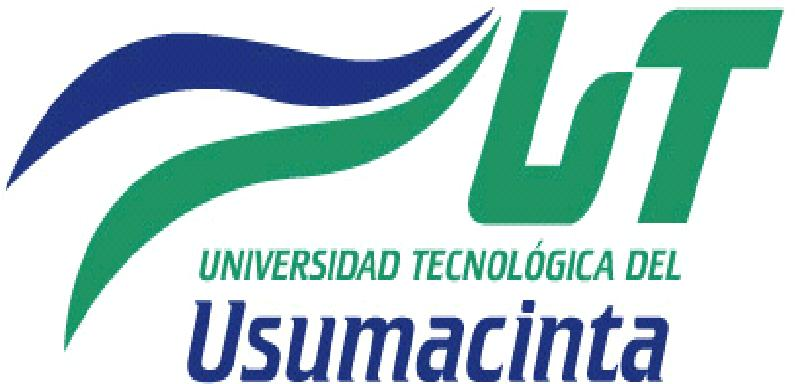 UT
UNIVERSIDAD TECNOLÓGICA DEL
Usumacinta